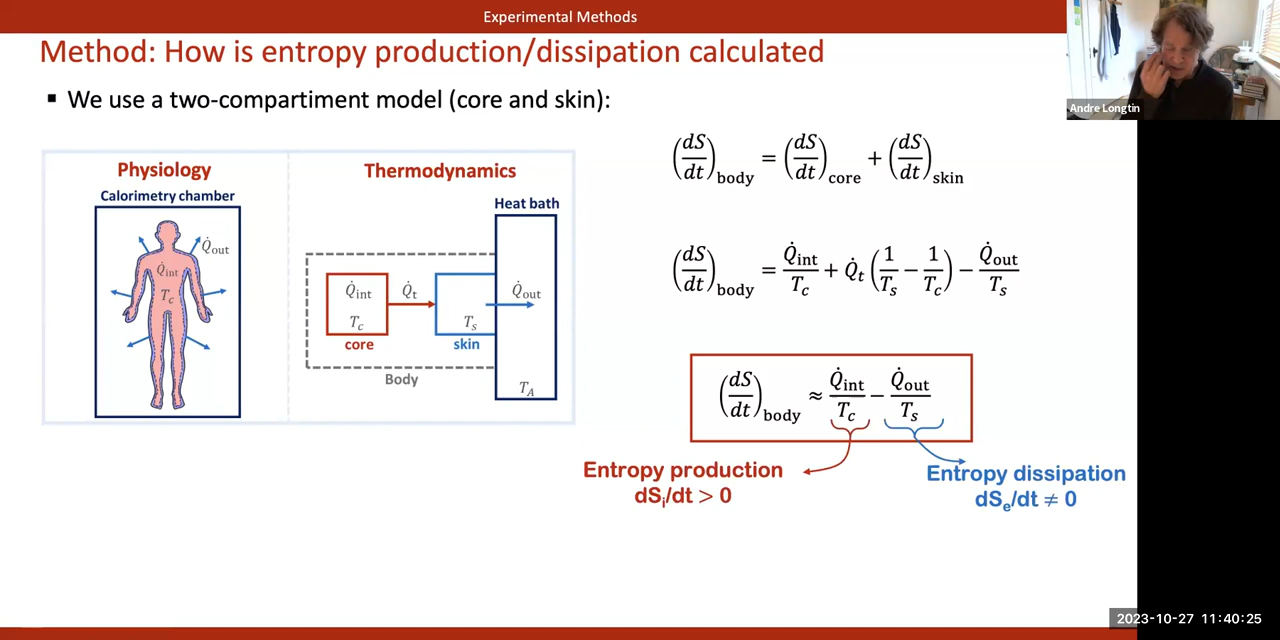 Experimental Methods
Method: How is entropy production/dissipation calculated
▪ We use a two-compartiment model (core and skin):
Andre Longtin
Physiology
Calorimetry chamber
Q̇out
Q̇int
Tc
Thermodynamics
Heat bath
Q̇int Q̇t Q̇out
Tc Ts
core skin
Body
TA
(dS/dt)body = (dS/dt)core + (dS/dt)skin
(dS/dt)body = Q̇int/Tc + Q̇t (1/Ts − 1/Tc) − Q̇out/Ts
(dS/dt)body ≈ Q̇int/Tc − Q̇out/Ts
Entropy production
dSi/dt > 0
Entropy dissipation
dSe/dt ≠ 0
2023-10-27 11:40:25